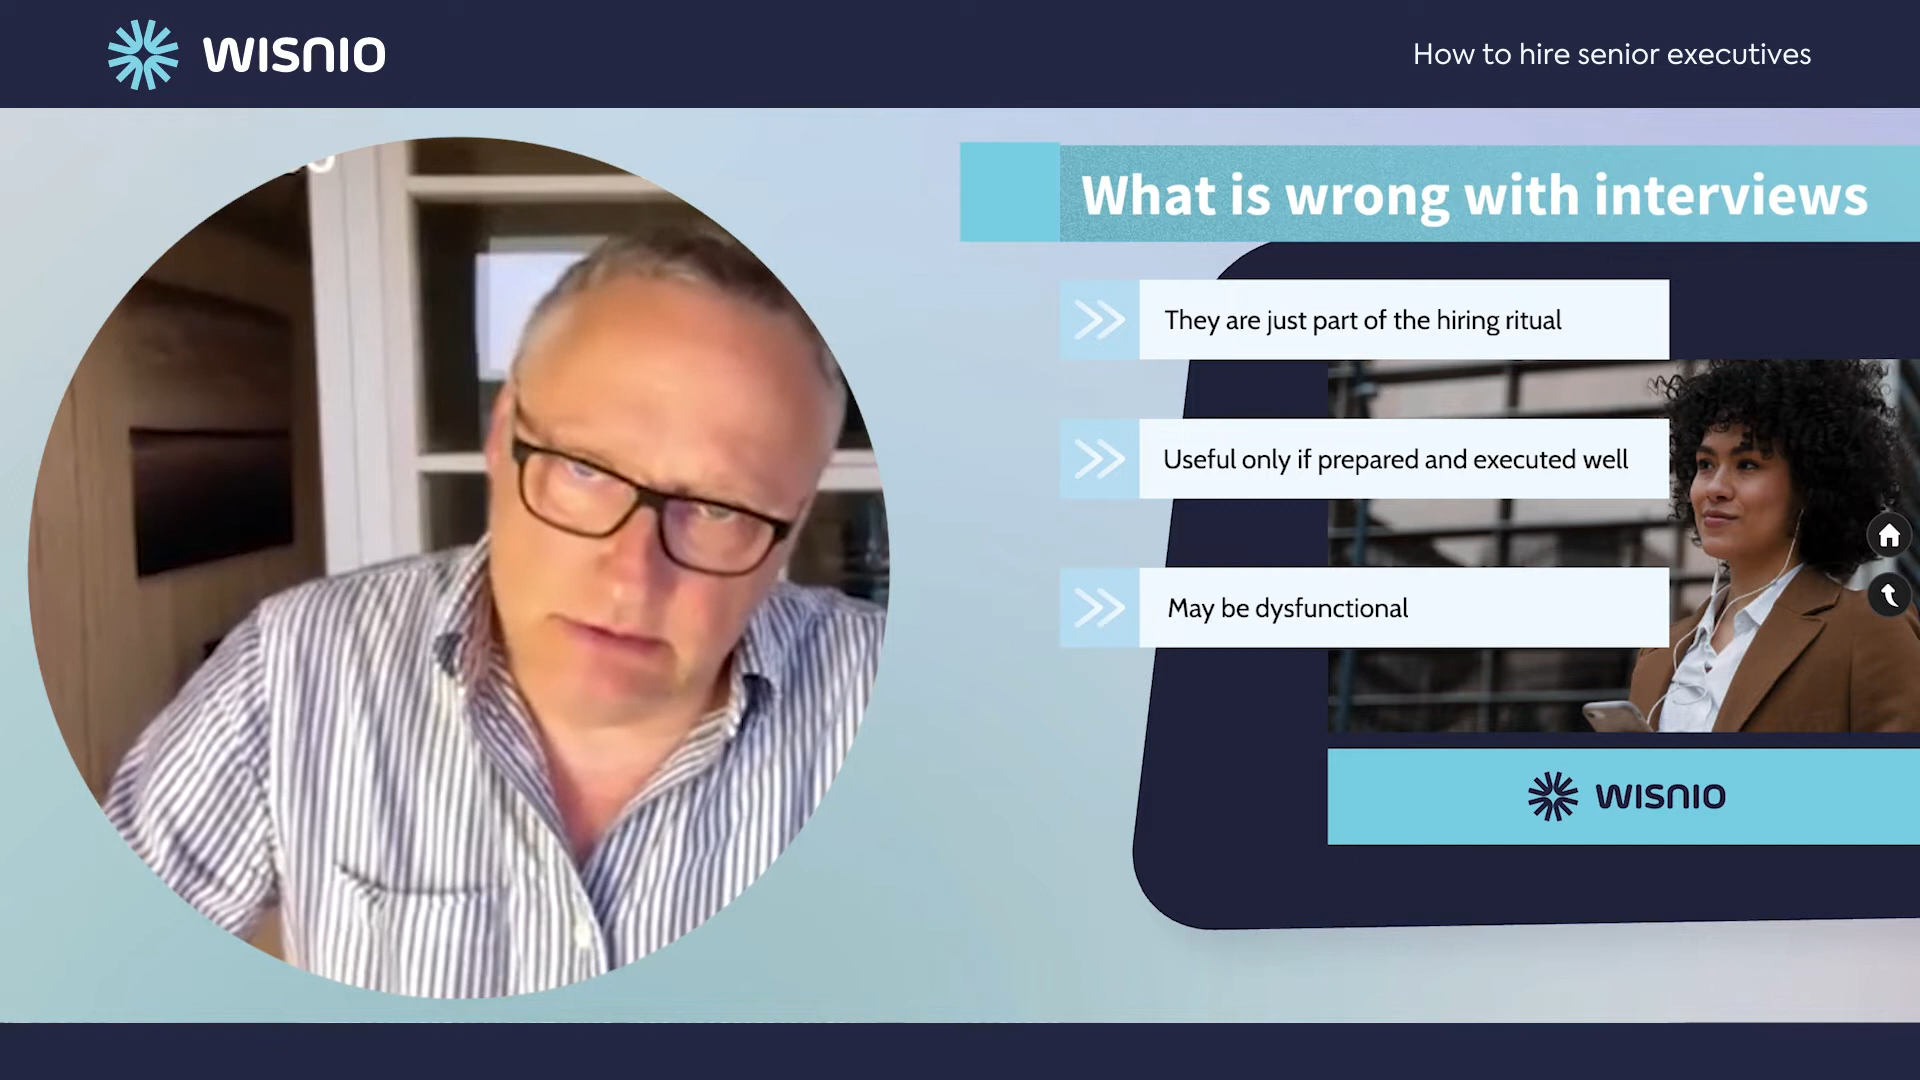 WISNIO
How to hire senior executives
What is wrong with interviews
They are just part of the hiring ritual
Useful only if prepared and executed well
May be dysfunctional
WISNIO